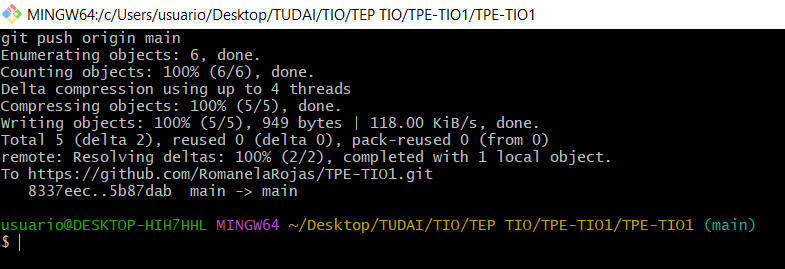 MINGW64:/c/Users/usuario/Desktop/TUDAI/TIO/TEP TIO/TPE-TIO1/TPE-TIO1
git push origin main
Enumerating objects: 6, done.
Counting objects: 100% (6/6), done.
Delta compression using up to 4 threads
Compressing objects: 100% (5/5), done.
Writing objects: 100% (5/5), 949 bytes | 118.00 KiB/s, done.
Total 5 (delta 2), reused 0 (delta 0), pack-reused 0 (from 0)
remote: Resolving deltas: 100% (2/2), completed with 1 local object.
To https://github.com/RomanelaRojas/TPE-TIO1.git
   8337eec..5b87dab  main -> main
usuario@DESKTOP-HIH7HHL MINGW64 ~/Desktop/TUDAI/TIO/TEP TIO/TPE-TIO1/TPE-TIO1 (main)
$